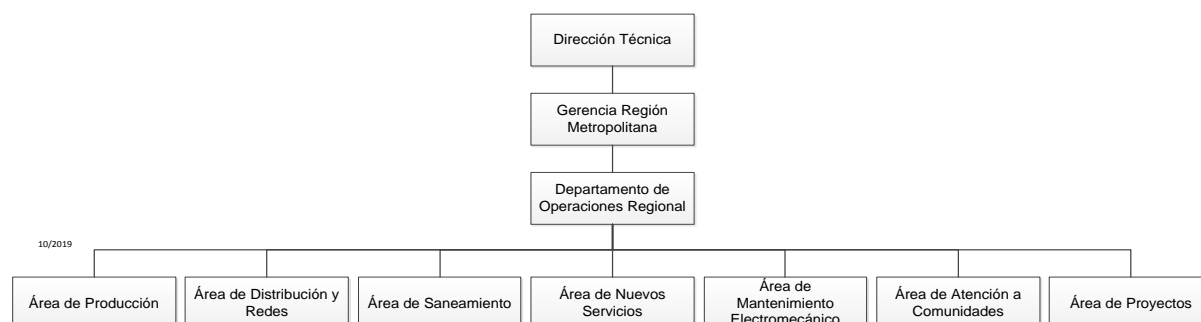 Dirección Técnica
Gerencia Región
Metropolitana
Departamento de
Operaciones Regional
10/2019
Área de Producción
Área de Distribución y
Redes
Área de Saneamiento
Área de Nuevos
Servicios
Área de
Mantenimiento
Electromecánico
Área de Atención a
Comunidades
Área de Proyectos